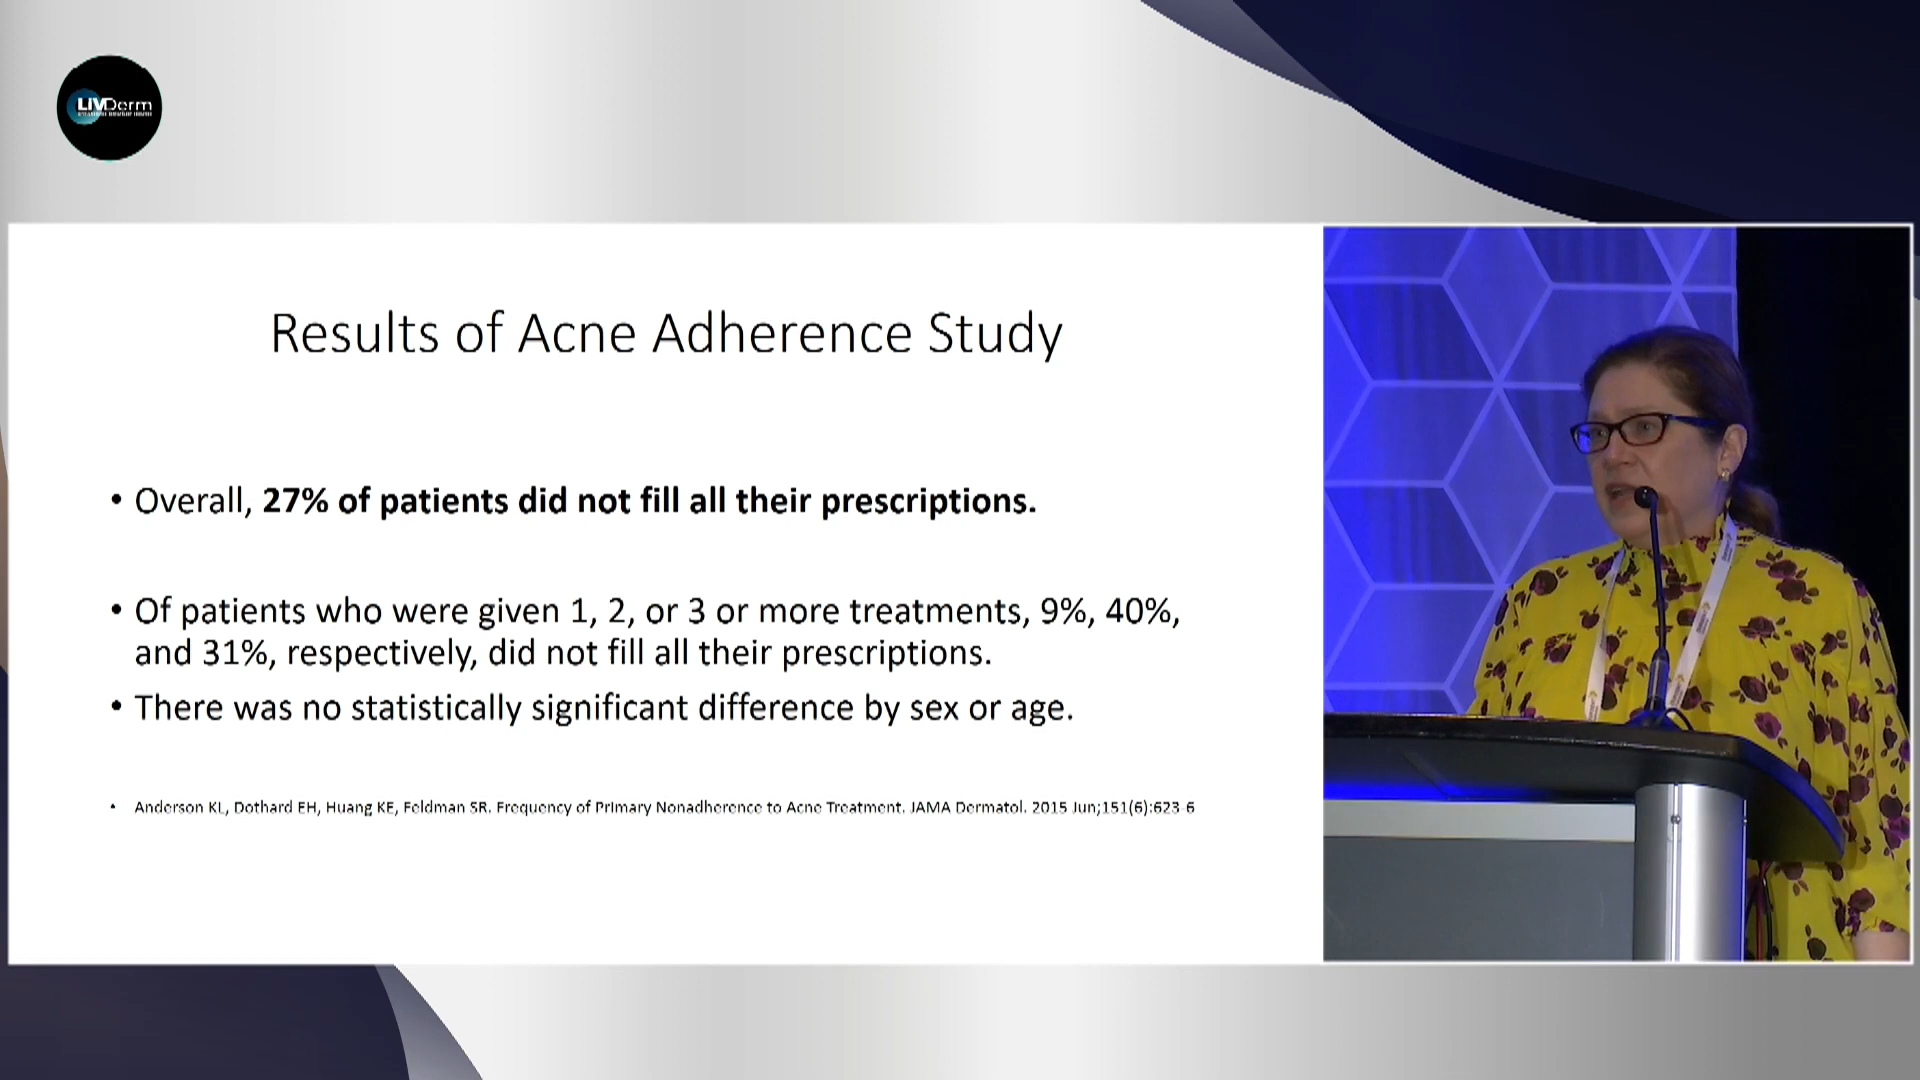 LIVDerm
Results of Acne Adherence Study
• Overall, 27% of patients did not fill all their prescriptions.
• Of patients who were given 1, 2, or 3 or more treatments, 9%, 40%,
and 31%, respectively, did not fill all their prescriptions.
• There was no statistically significant difference by sex or age.
• Anderson KL, Dothard EH, Huang KE, Feldman SR. Frequency of Primary Nonadherence to Acne Treatment. JAMA Dermatol. 2015 Jun;151(6):623-6